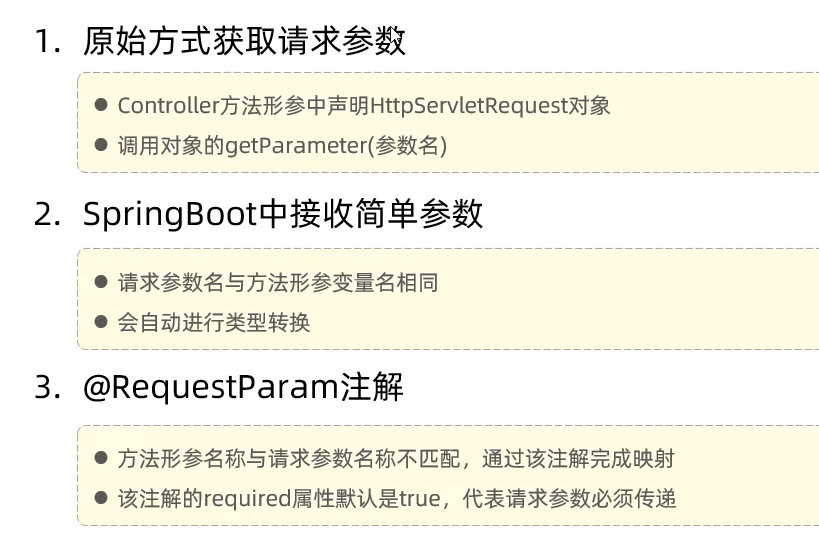 1. 原始方式获取请求参数
● Controller方法形参中声明HttpServletRequest对象
● 调用对象的getParameter(参数名)
2. SpringBoot中接收简单参数
● 请求参数名与方法形参变量名相同
● 会自动进行类型转换
3. @RequestParam注解
● 方法形参名称与请求参数名称不匹配，通过该注解完成映射
● 该注解的required属性默认是true，代表请求参数必须传递